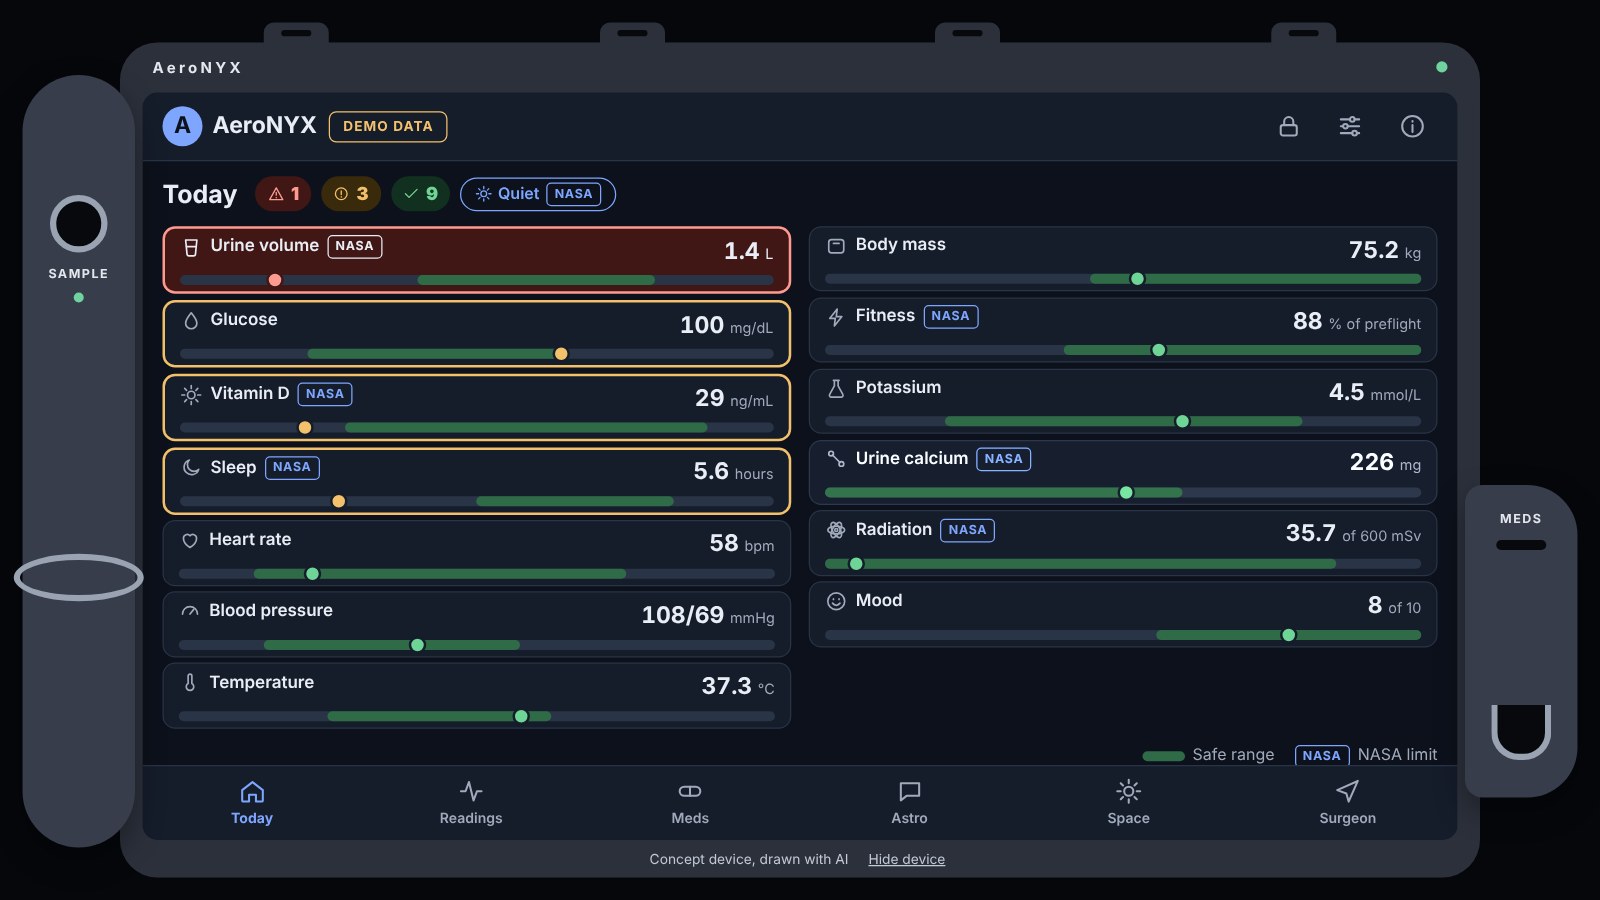 AeroNYX
A AeroNYX DEMO DATA
Today 1 3 9 Quiet NASA
SAMPLE
Urine volume NASA 1.4 L
Glucose 100 mg/dL
Vitamin D NASA 29 ng/mL
Sleep NASA 5.6 hours
Heart rate 58 bpm
Blood pressure 108/69 mmHg
Temperature 37.3 °C
Body mass 75.2 kg
Fitness NASA 88 % of preflight
Potassium 4.5 mmol/L
Urine calcium NASA 226 mg
Radiation NASA 35.7 of 600 mSv
Mood 8 of 10
MEDS
Safe range NASA NASA limit
Today Readings Meds Astro Space Surgeon
Concept device, drawn with AI Hide device